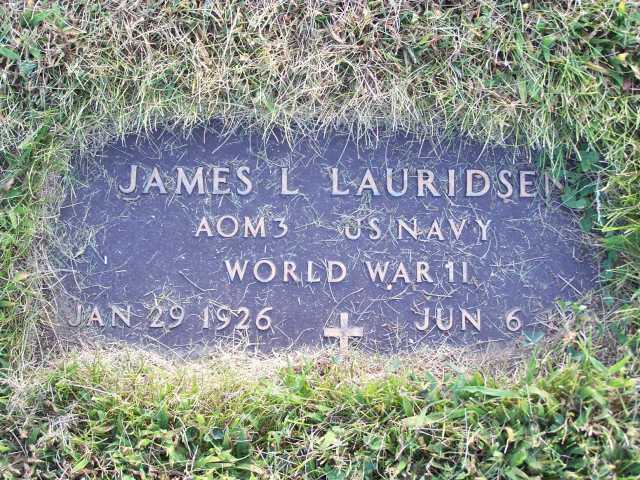 JAMES L LAURIDSEN
AOM3 US NAVY
WORLD WAR II
JAN 29 1926 JUN 6